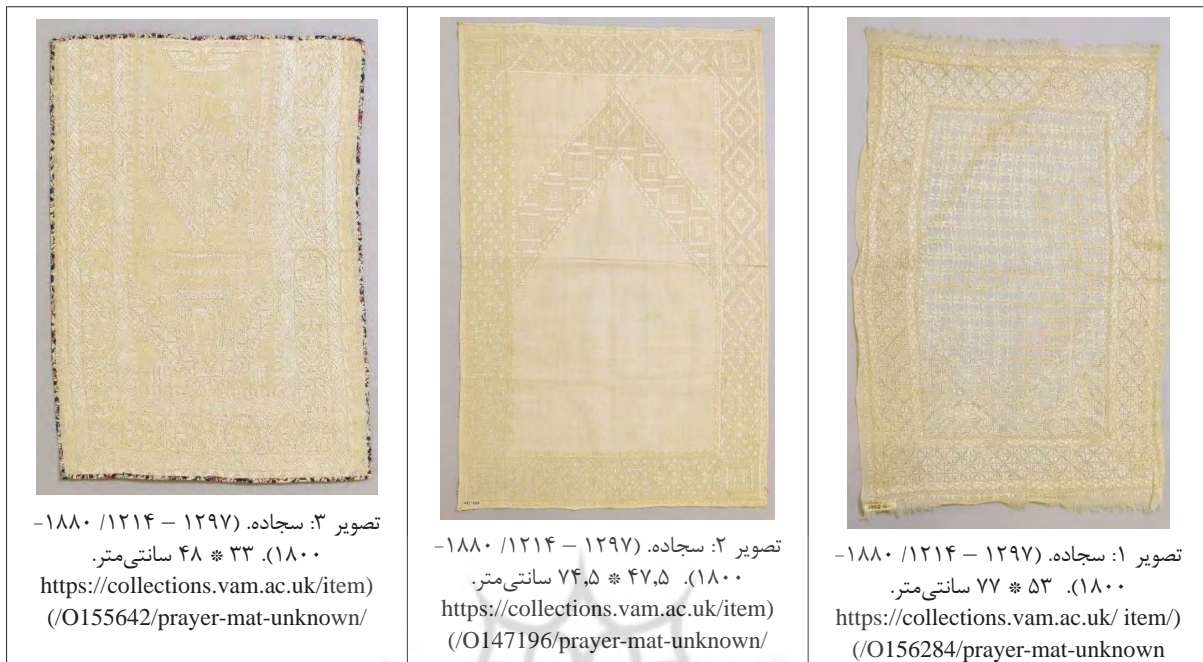 تصویر ۱: سجاده. (۱۲۹۷ – ۱۲۱۴/ ۱۸۸۰-
۱۸۰۰). ۵۳ * ۷۷ سانتی‌متر.
https://collections.vam.ac.uk/ item/)
(/O156284/prayer-mat-unknown
تصویر ۲: سجاده. (۱۲۹۷ – ۱۲۱۴/ ۱۸۸۰-
۱۸۰۰). ۴۷,۵ * ۷۴,۵ سانتی‌متر.
https://collections.vam.ac.uk/item)
(/O147196/prayer-mat-unknown/
تصویر ۳: سجاده. (۱۲۹۷ – ۱۲۱۴/ ۱۸۸۰-
۱۸۰۰). ۳۳ * ۴۸ سانتی‌متر.
https://collections.vam.ac.uk/item)
(/O155642/prayer-mat-unknown/